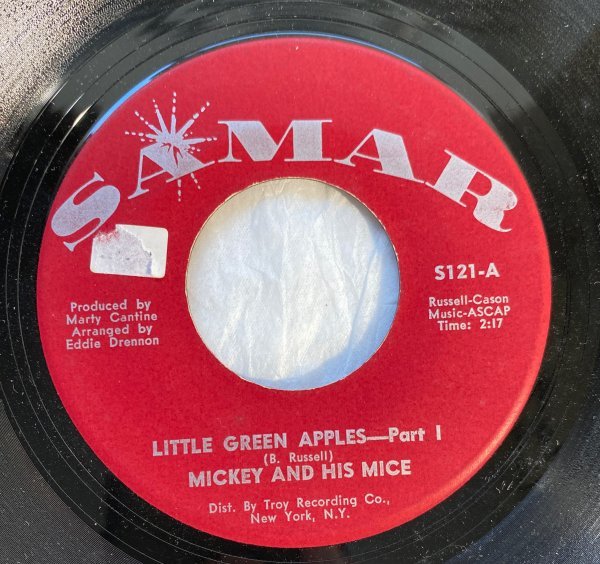 SAMAR
S121-A
Produced by
Marty Cantine
Arranged by
Eddie Drennon
Russell-Cason
Music-ASCAP
Time: 2:17
LITTLE GREEN APPLES—Part I
(B. Russell)
MICKEY AND HIS MICE
Dist. By Troy Recording Co.,
New York, N.Y.